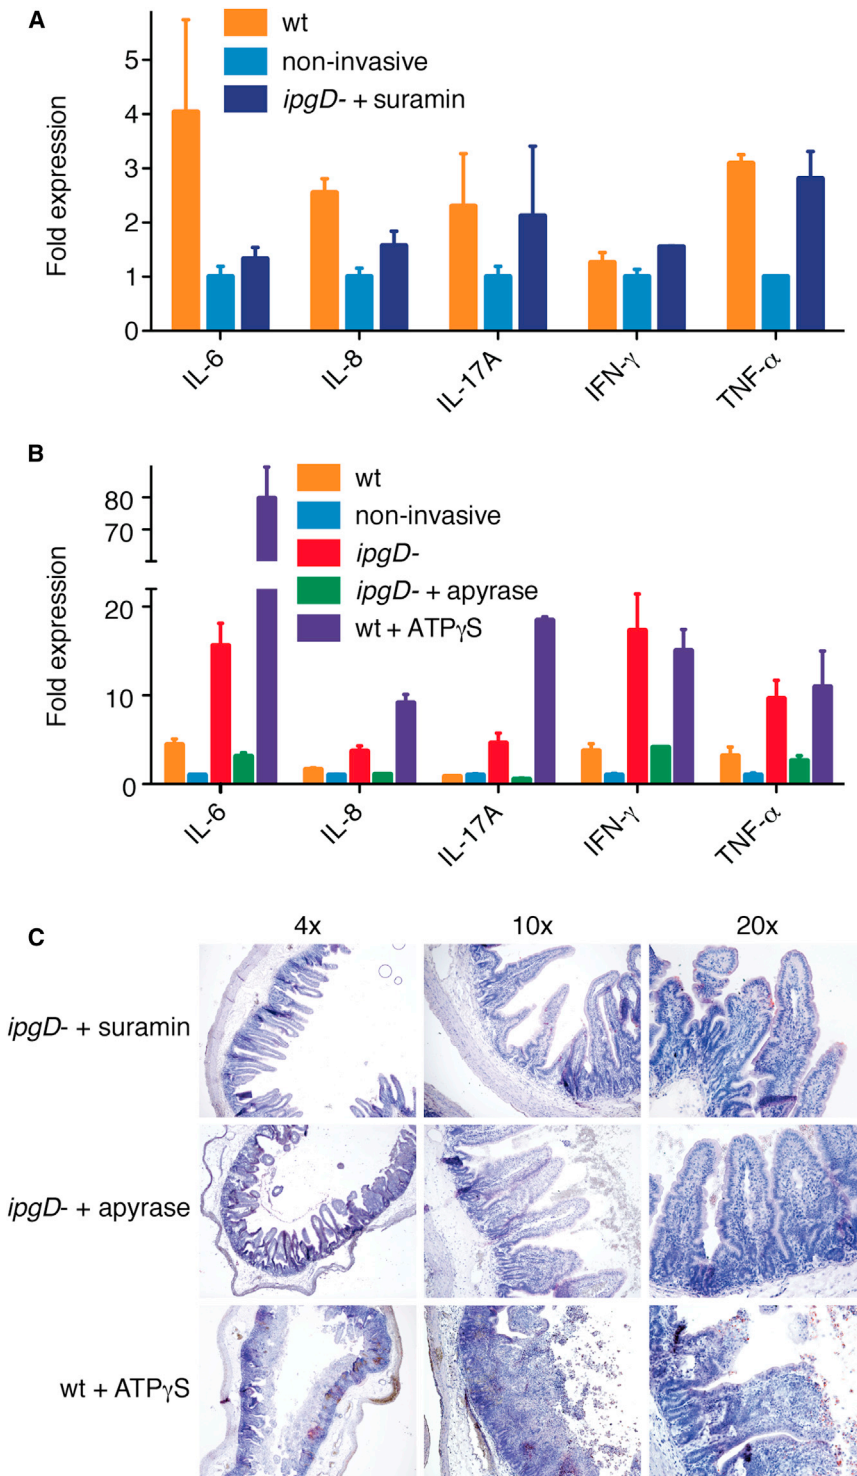 A
wt
non-invasive
ipgD- + suramin
Fold expression
5
4
3
2
1
0
IL-6
IL-8
IL-17A
IFN-γ
TNF-α
B
wt
non-invasive
ipgD-
ipgD- + apyrase
wt + ATPγS
Fold expression
80
70
20
10
0
IL-6
IL-8
IL-17A
IFN-γ
TNF-α
C
4x
10x
20x
ipgD- + suramin
ipgD- + apyrase
wt + ATPγS